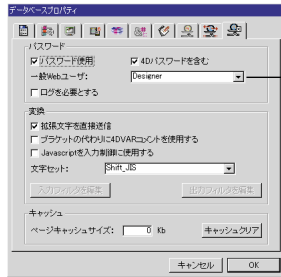 データベースプロパティ
パスワード
パスワード使用
4Dパスワードを含む
一般Webユーザ:
Designer
ログを必要とする
変換
拡張文字を直接送信
ブラケットの代わりに4DVARコメントを使用する
Javascriptを入力制御に使用する
文字セット:
Shift_JIS
入力フィルタを編集
出力フィルタを編集
キャッシュ
ページキャッシュサイズ: 0 Kb
キャッシュクリア
キャンセル
OK